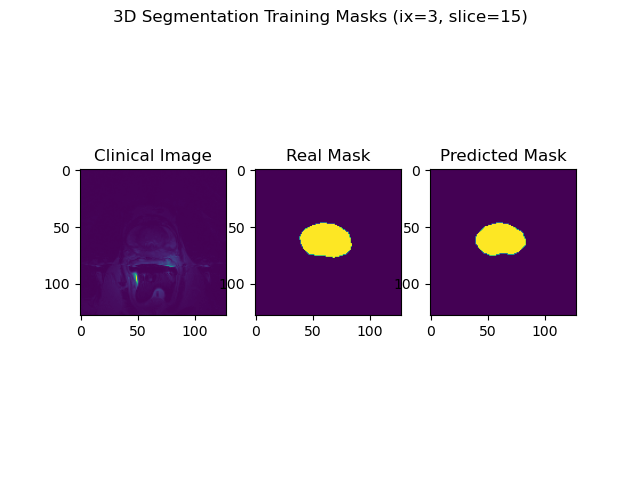 3D Segmentation Training Masks (ix=3, slice=15)
Clinical Image Real Mask Predicted Mask
0 0 0
50 50 50
100 100 100
0 50 100 0 50 100 0 50 100